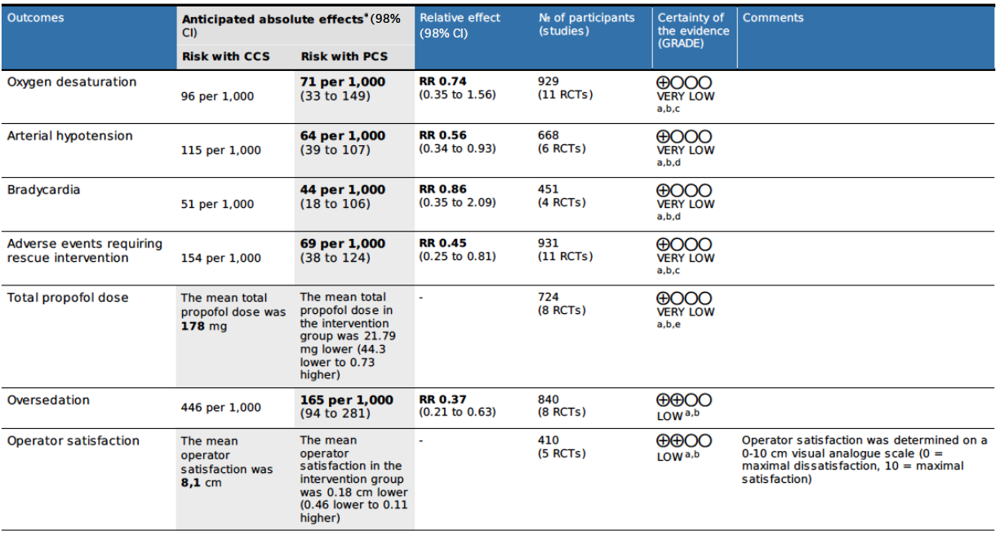 Outcomes
Anticipated absolute effects* (98% CI)
Relative effect (98% CI)
№ of participants (studies)
Certainty of the evidence (GRADE)
Comments
Risk with CCS
Risk with PCS
Oxygen desaturation
96 per 1,000
71 per 1,000
(33 to 149)
RR 0.74
(0.35 to 1.56)
929
(11 RCTs)
⨁◯◯◯
VERY LOW
a,b,c
Arterial hypotension
115 per 1,000
64 per 1,000
(39 to 107)
RR 0.56
(0.34 to 0.93)
668
(6 RCTs)
⨁◯◯◯
VERY LOW
a,b,d
Bradycardia
51 per 1,000
44 per 1,000
(18 to 106)
RR 0.86
(0.35 to 2.09)
451
(4 RCTs)
⨁◯◯◯
VERY LOW
a,b,d
Adverse events requiring
rescue intervention
154 per 1,000
69 per 1,000
(38 to 124)
RR 0.45
(0.25 to 0.81)
931
(11 RCTs)
⨁◯◯◯
VERY LOW
a,b,c
Total propofol dose
The mean total
propofol dose was
178 mg
The mean total
propofol dose in
the intervention
group was 21.79
mg lower (44.3
lower to 0.73
higher)
-
724
(8 RCTs)
⨁◯◯◯
VERY LOW
a,b,e
Oversedation
446 per 1,000
165 per 1,000
(94 to 281)
RR 0.37
(0.21 to 0.63)
840
(8 RCTs)
⨁⨁◯◯
LOW a,b
Operator satisfaction
The mean
operator
satisfaction was
8,1 cm
The mean
operator
satisfaction in the
intervention group
was 0.18 cm lower
(0.46 lower to 0.11
higher)
-
410
(5 RCTs)
⨁⨁◯◯
LOW a,b
Operator satisfaction was determined on a
0-10 cm visual analogue scale (0 =
maximal dissatisfaction, 10 = maximal
satisfaction)